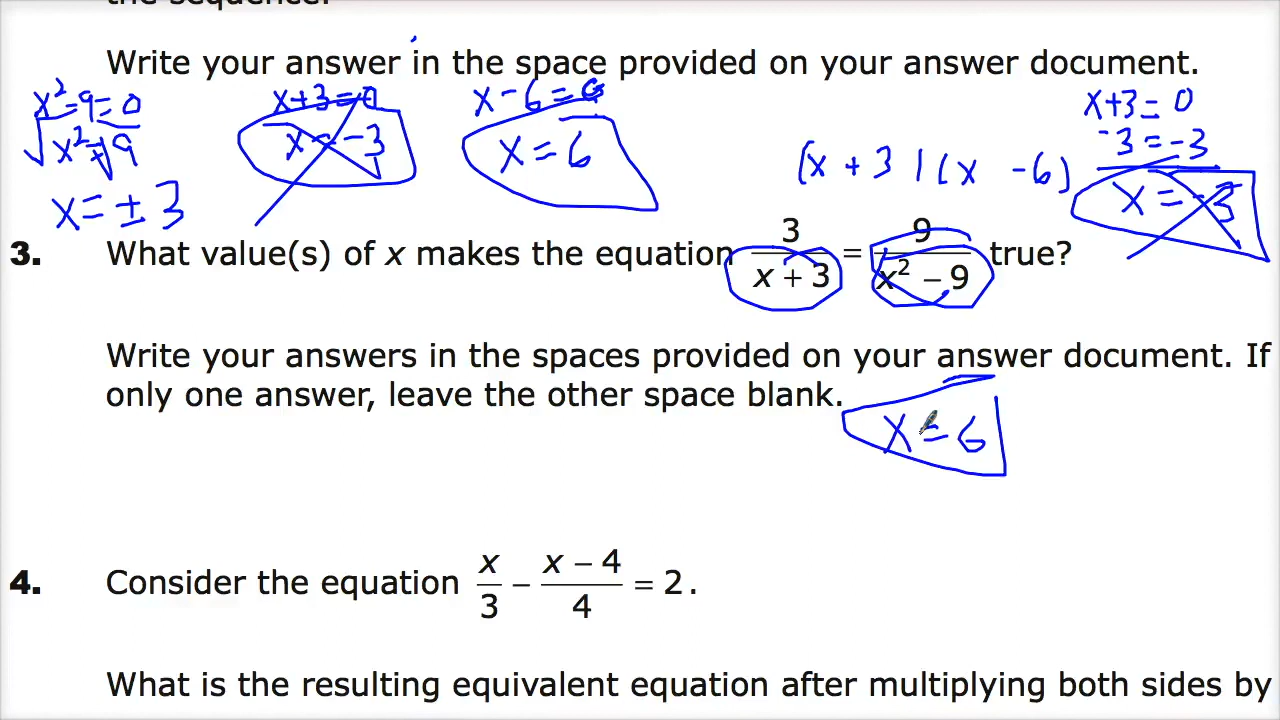 the sequence.
Write your answer in the space provided on your answer document.
x² - 9 = 0
√x² = √9
x = ± 3
x + 3 = 0
x = -3
x - 6 = 0
x = 6
(x + 3)(x - 6)
x + 3 = 0
-3 = -3
x = -3
3. What value(s) of x makes the equation 3/(x + 3) = 9/(x² - 9) true?
Write your answers in the spaces provided on your answer document. If
only one answer, leave the other space blank.
x = 6
4. Consider the equation x/3 - (x - 4)/4 = 2.
What is the resulting equivalent equation after multiplying both sides by